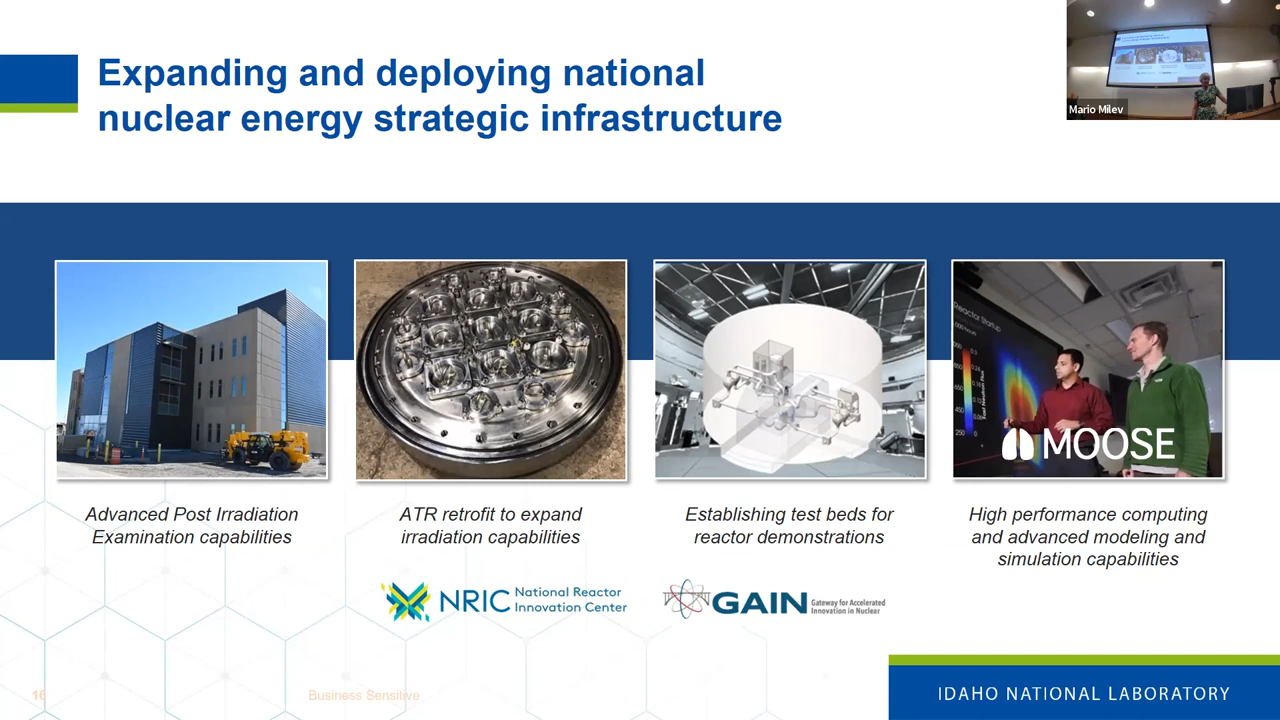 Expanding and deploying national
nuclear energy strategic infrastructure
Mario Milev
Reactor Startup
MOOSE
Advanced Post Irradiation
Examination capabilities
ATR retrofit to expand
irradiation capabilities
Establishing test beds for
reactor demonstrations
High performance computing
and advanced modeling and
simulation capabilities
NRIC National Reactor
Innovation Center
GAIN Gateway for Accelerated
Innovation in Nuclear
16
Business Sensitive
IDAHO NATIONAL LABORATORY